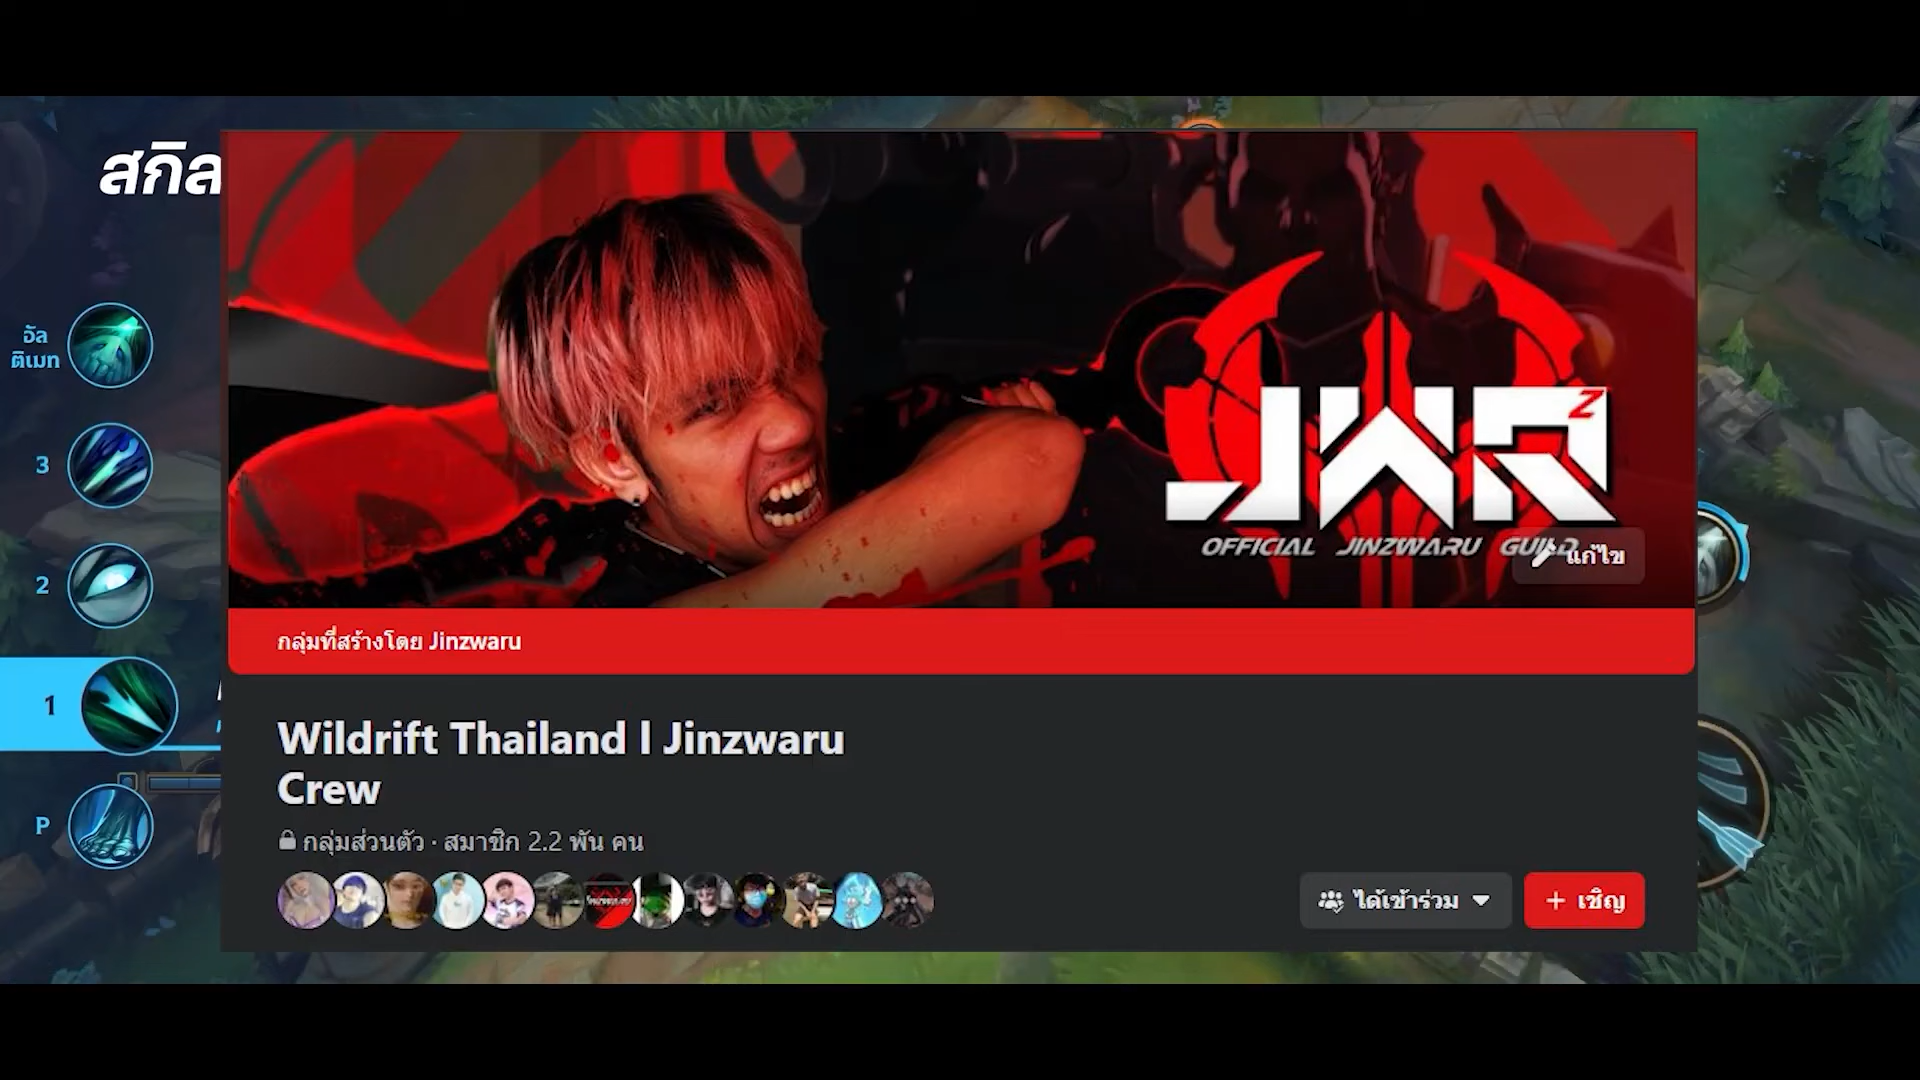 สกิล
อัล
ติเมท
3
2
1
P
JWR
Z
OFFICIAL JINZWARU GUILD
แก้ไข
กลุ่มที่สร้างโดย Jinzwaru
Wildrift Thailand l Jinzwaru
Crew
กลุ่มส่วนตัว · สมาชิก 2.2 พัน คน
ได้เข้าร่วม
+ เชิญ